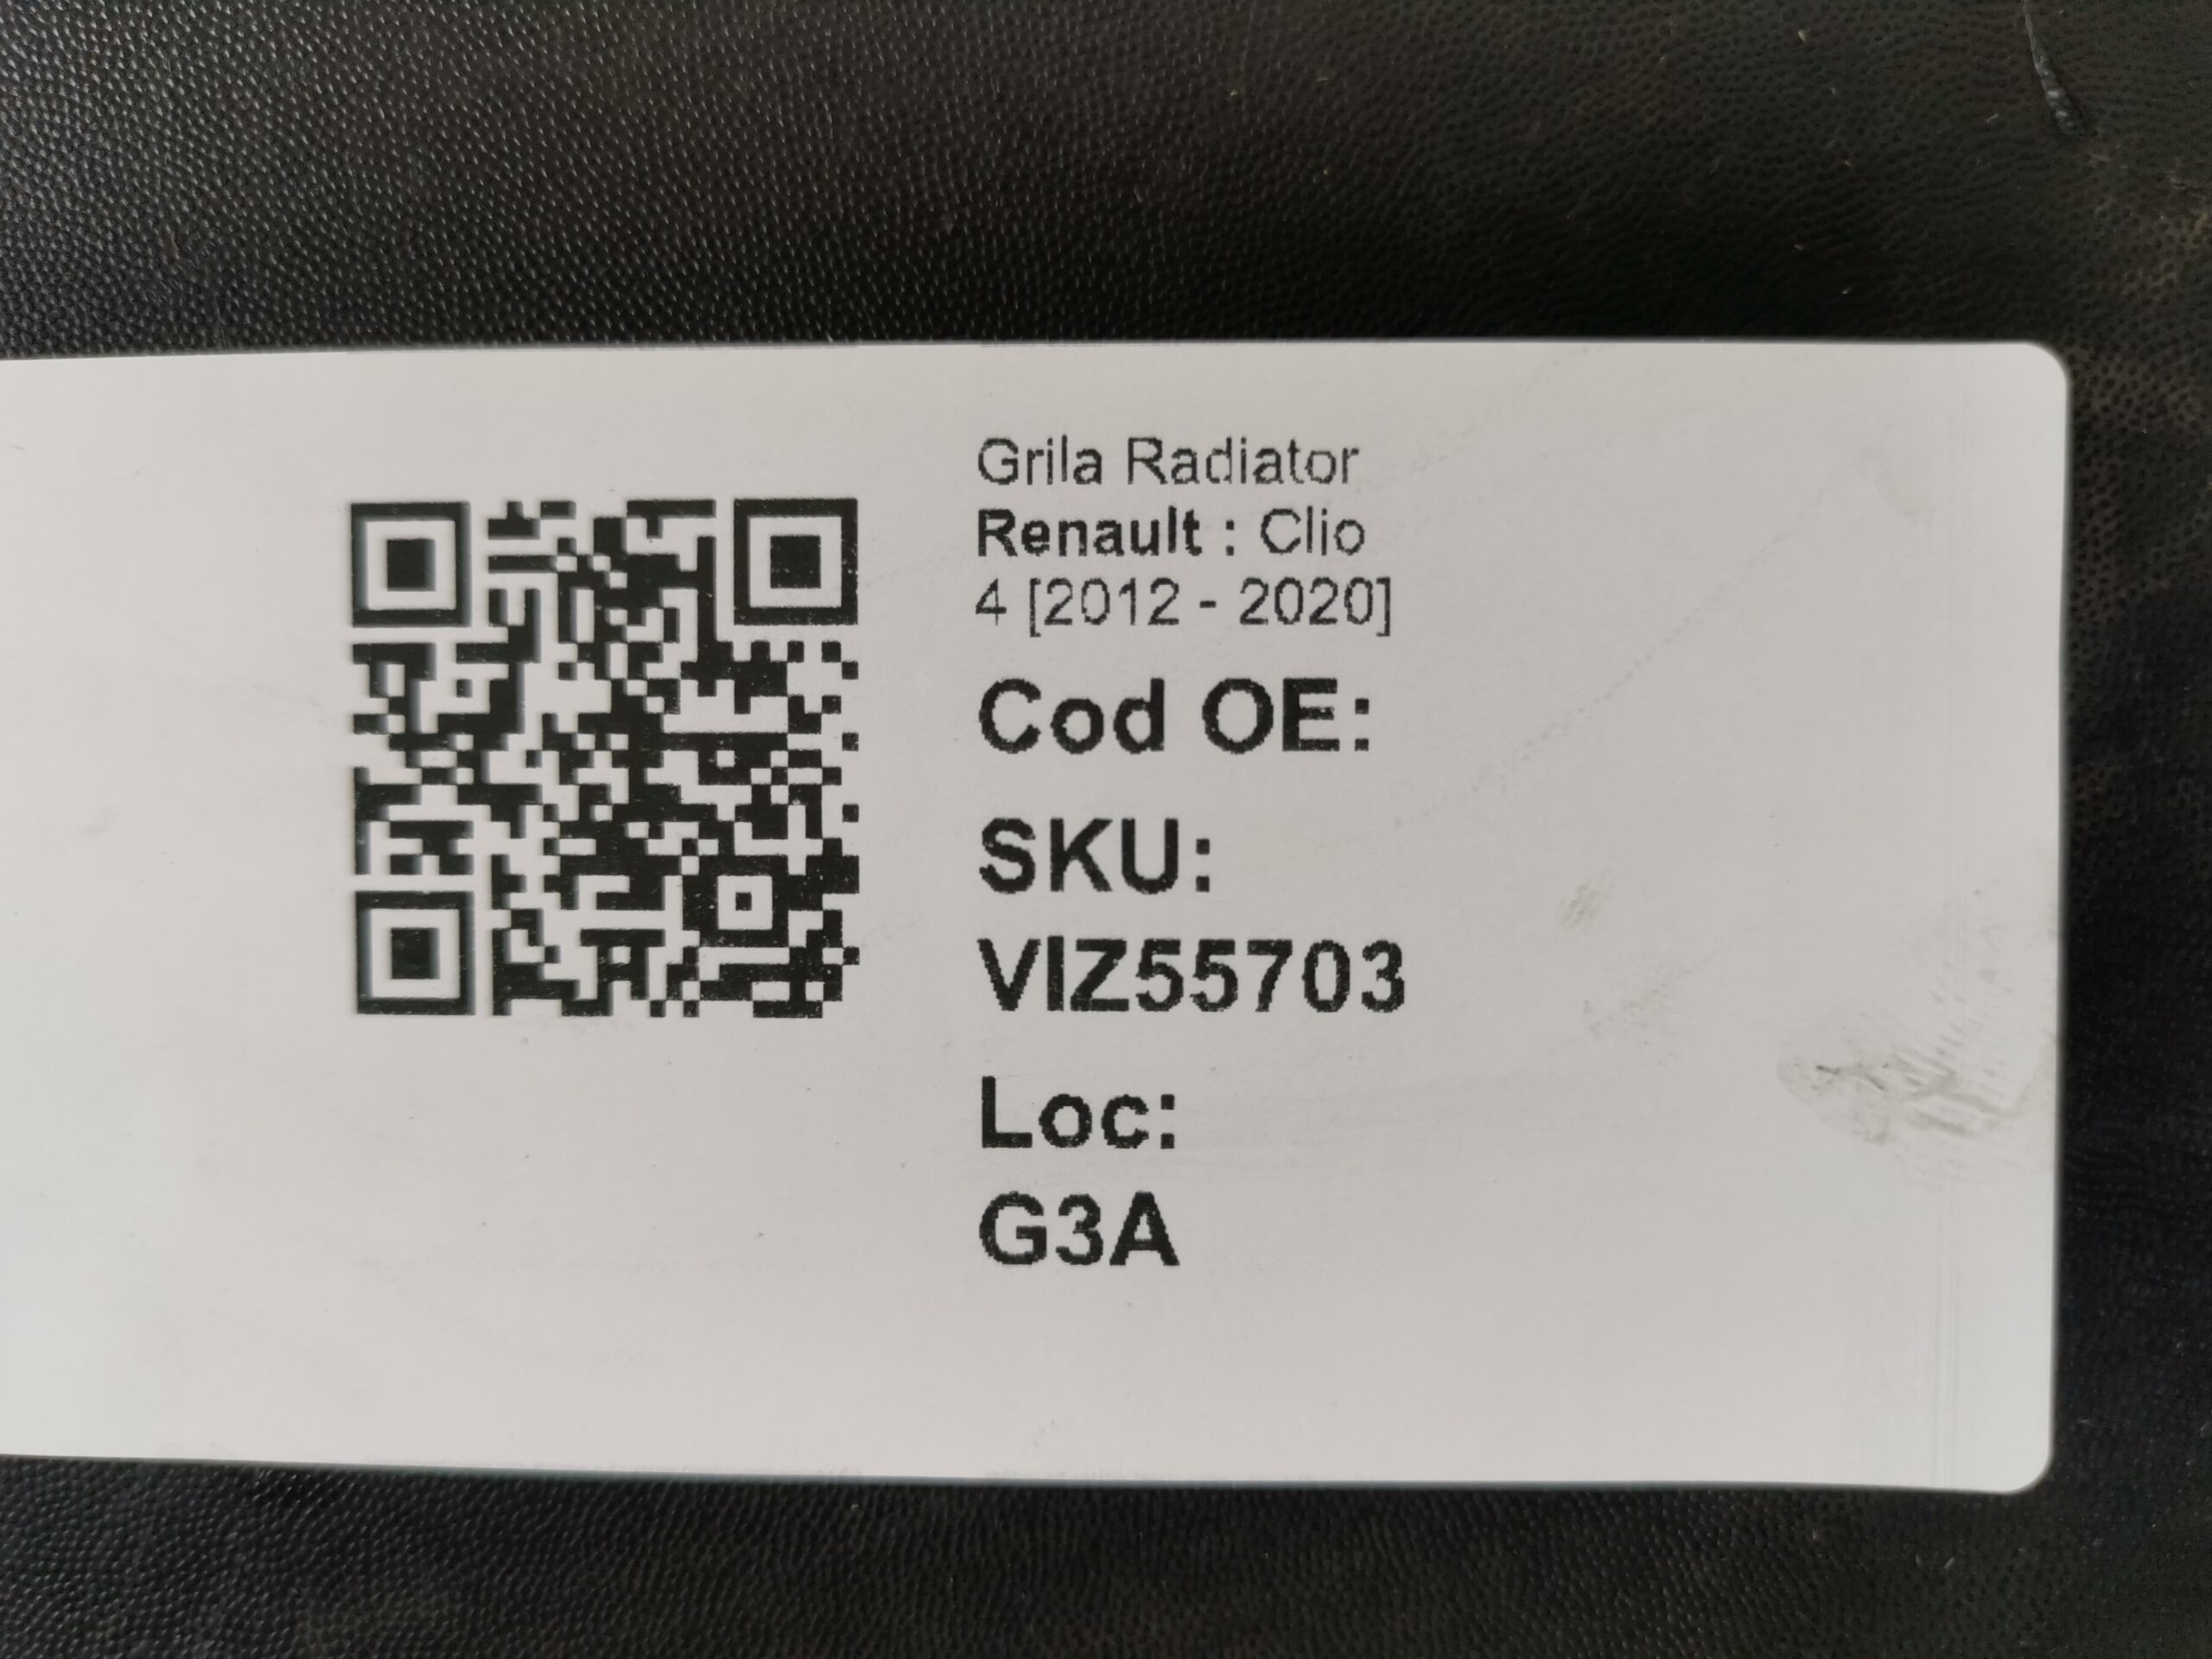 Grila Radiator
Renault : Clio
4 [2012 - 2020]
Cod OE:
SKU:
VIZ55703
Loc:
G3A